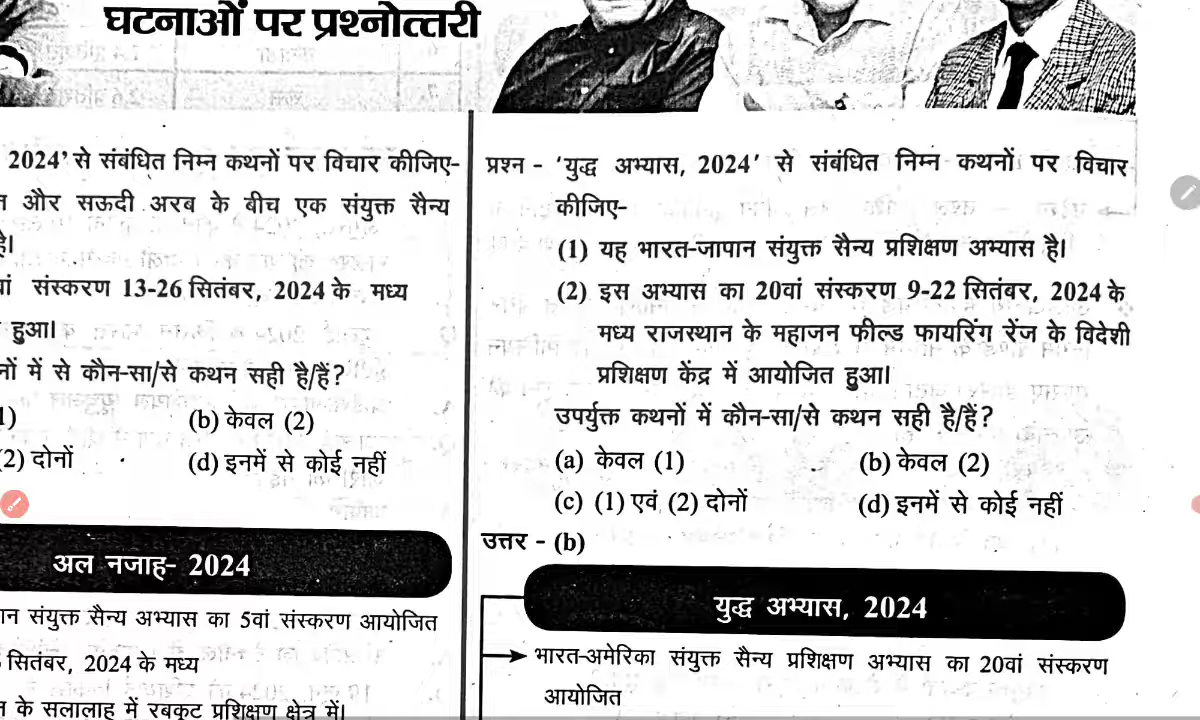 घटनाओं पर प्रश्नोत्तरी
2024' से संबंधित निम्न कथनों पर विचार कीजिए-
और सऊदी अरब के बीच एक संयुक्त सैन्य
है।
वां संस्करण 13-26 सितंबर, 2024 के मध्य
हुआ।
में से कौन-सा/से कथन सही है/हैं?
1)
(b) केवल (2)
(2) दोनों
(d) इनमें से कोई नहीं
अल नजाह- 2024
संयुक्त सैन्य अभ्यास का 5वां संस्करण आयोजित
सितंबर, 2024 के मध्य
के सलालाह में रबकूट प्रशिक्षण क्षेत्र में।
प्रश्न - 'युद्ध अभ्यास, 2024' से संबंधित निम्न कथनों पर विचार
कीजिए-
(1) यह भारत-जापान संयुक्त सैन्य प्रशिक्षण अभ्यास है।
(2) इस अभ्यास का 20वां संस्करण 9-22 सितंबर, 2024 के
मध्य राजस्थान के महाजन फील्ड फायरिंग रेंज के विदेशी
प्रशिक्षण केंद्र में आयोजित हुआ।
उपर्युक्त कथनों में कौन-सा/से कथन सही है/हैं?
(a) केवल (1)
(b) केवल (2)
(c) (1) एवं (2) दोनों
(d) इनमें से कोई नहीं
उत्तर - (b)
युद्ध अभ्यास, 2024
भारत-अमेरिका संयुक्त सैन्य प्रशिक्षण अभ्यास का 20वां संस्करण
आयोजित